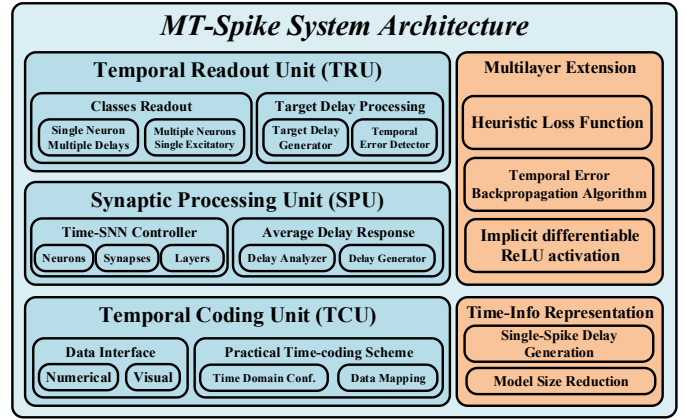 MT-Spike System Architecture
Temporal Readout Unit (TRU)
Classes Readout
Single Neuron
Multiple Delays
Multiple Neurons
Single Excitatory
Target Delay Processing
Target Delay
Generator
Temporal
Error Detector
Synaptic Processing Unit (SPU)
Time-SNN Controller
Neurons
Synapses
Layers
Average Delay Response
Delay Analyzer
Delay Generator
Temporal Coding Unit (TCU)
Data Interface
Numerical
Visual
Practical Time-coding Scheme
Time Domain Conf.
Data Mapping
Multilayer Extension
Heuristic Loss Function
Temporal Error
Backpropagation Algorithm
Implicit differentiable
ReLU activation
Time-Info Representation
Single-Spike Delay
Generation
Model Size Reduction